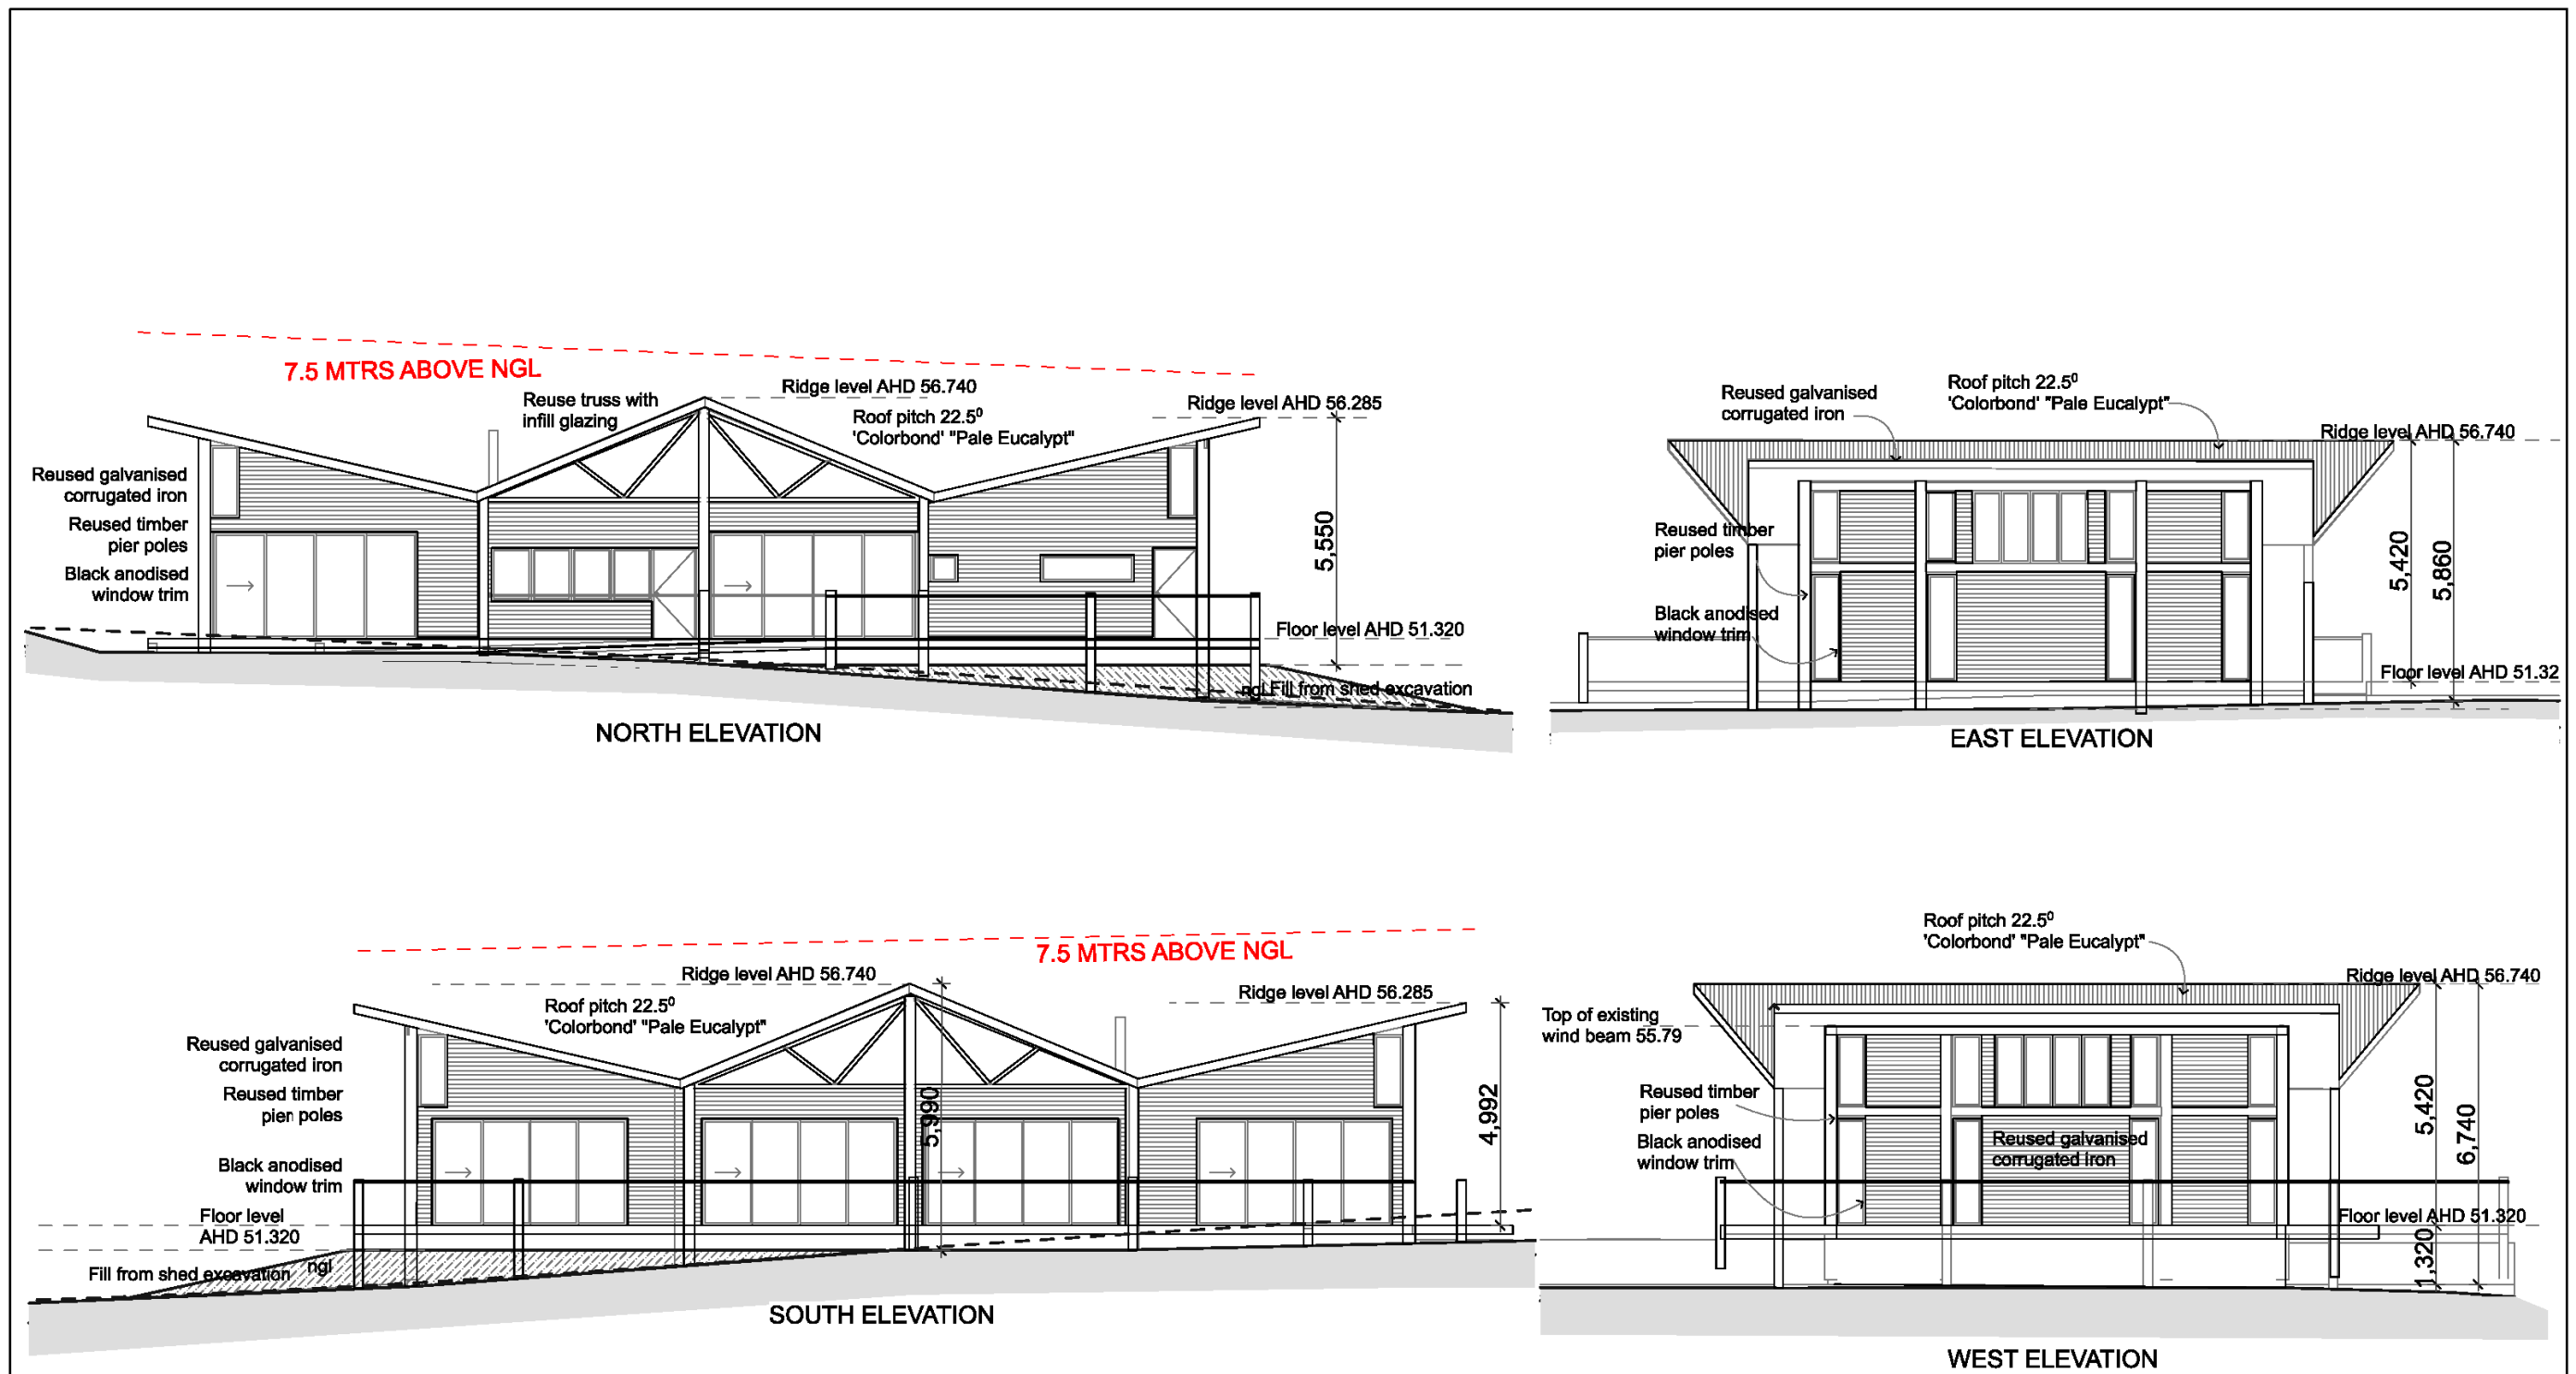 7.5 MTRS ABOVE NGL
Reuse truss with
infill glazing
Ridge level AHD 56.740
Roof pitch 22.5⁰
'Colorbond' "Pale Eucalypt"
Ridge level AHD 56.285
Reused galvanised
corrugated iron
Reused timber
pier poles
Black anodised
window trim
5,550
Floor level AHD 51.320
ngl Fill from shed excavation
NORTH ELEVATION
Reused galvanised
corrugated iron
Roof pitch 22.5⁰
'Colorbond' "Pale Eucalypt"
Ridge level AHD 56.740
Reused timber
pier poles
Black anodised
window trim
5,420
5,860
Floor level AHD 51.32
EAST ELEVATION
7.5 MTRS ABOVE NGL
Ridge level AHD 56.740
Roof pitch 22.5⁰
'Colorbond' "Pale Eucalypt"
Ridge level AHD 56.285
Reused galvanised
corrugated iron
Reused timber
pier poles
Black anodised
window trim
5,990
4,992
Floor level
AHD 51.320
Fill from shed excavation
ngl
SOUTH ELEVATION
Roof pitch 22.5⁰
'Colorbond' "Pale Eucalypt"
Ridge level AHD 56.740
Top of existing
wind beam 55.79
Reused timber
pier poles
Black anodised
window trim
Reused galvanised
corrugated iron
5,420
6,740
Floor level AHD 51.320
1,320
WEST ELEVATION